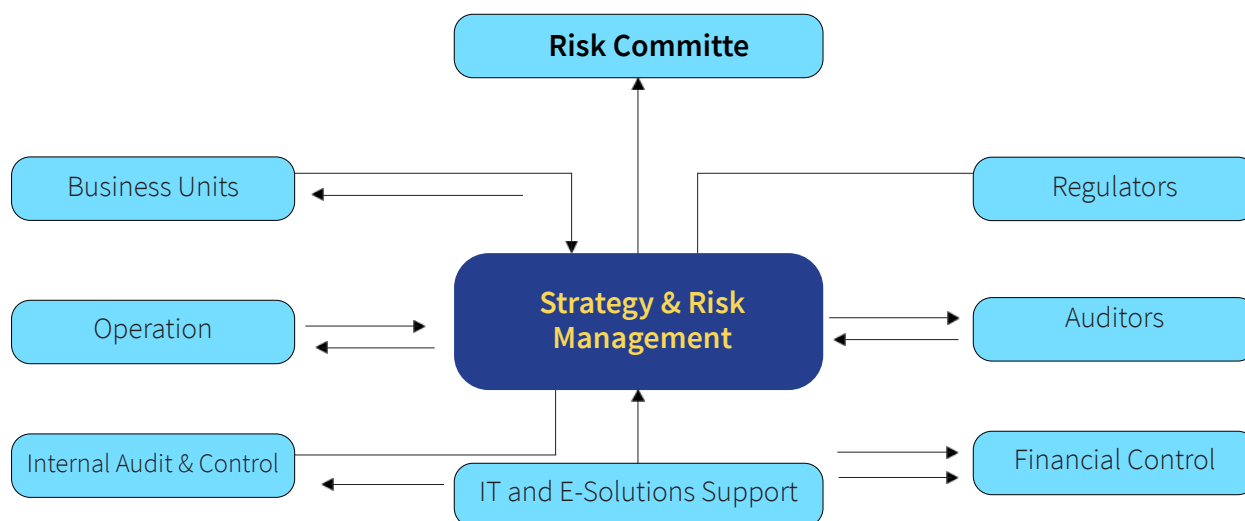 Risk Committe
Business Units
Regulators
Strategy & Risk
Management
Operation
Auditors
Internal Audit & Control
Financial Control
IT and E-Solutions Support